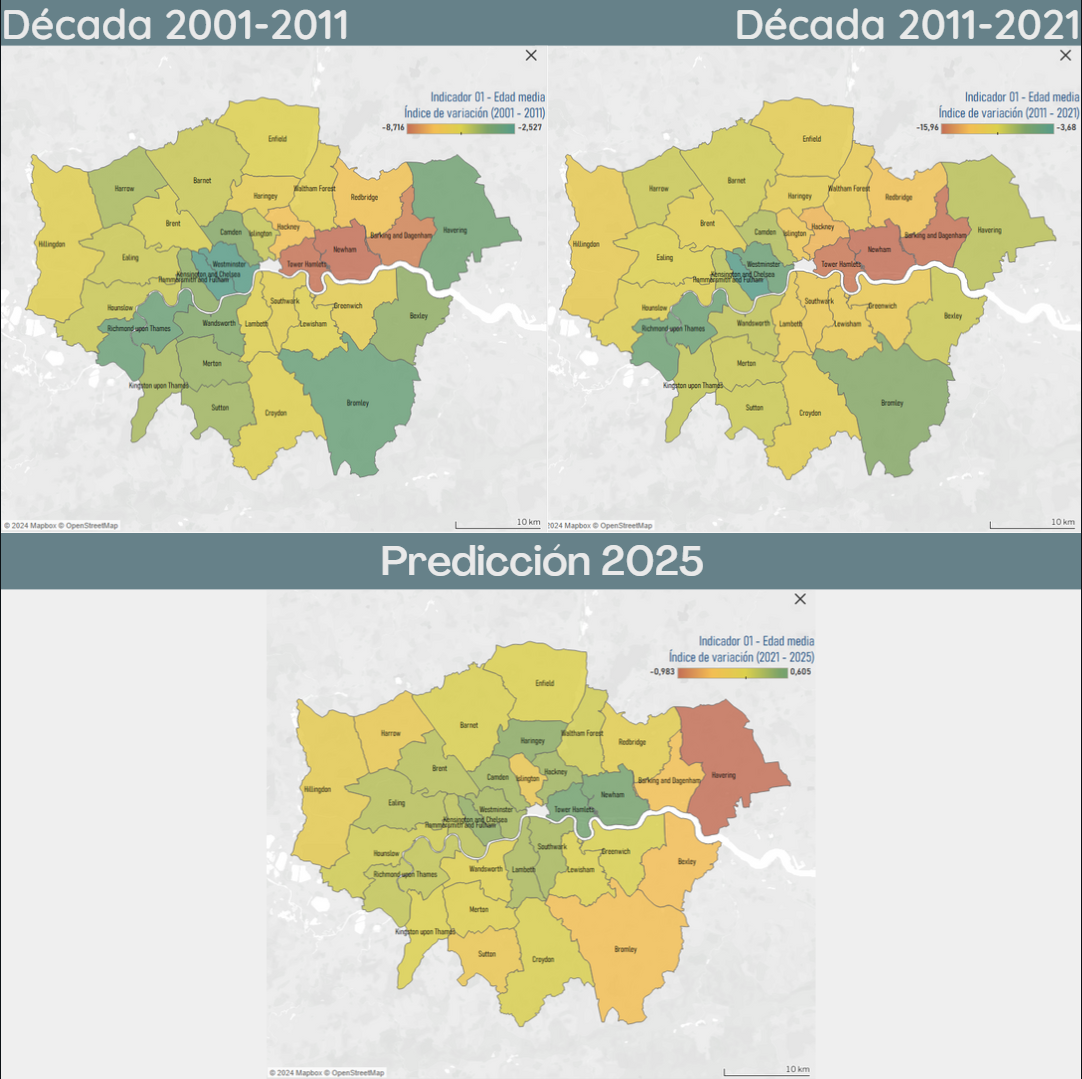 Década 2001-2011
Década 2011-2021
Indicador 01 - Edad media
Índice de variación (2001 - 2011)
-8,716
-2,527
Enfield
Harrow
Barnet
Haringey
Waltham Forest
Redbridge
Hillingdon
Brent
Camden
Islington
Hackney
Newham
Barking and Dagenham
Havering
Ealing
Westminster
Kensington and Chelsea
Hammersmith and Fulham
Tower Hamlets
Hounslow
Southwark
Greenwich
Richmond upon Thames
Wandsworth
Lambeth
Lewisham
Bexley
Merton
Kingston upon Thames
Sutton
Croydon
Bromley
© 2024 Mapbox © OpenStreetMap
10 km
Indicador 01 - Edad media
Índice de variación (2011 - 2021)
-15,96
-3,68
Enfield
Harrow
Barnet
Haringey
Waltham Forest
Redbridge
Hillingdon
Brent
Camden
Islington
Hackney
Newham
Barking and Dagenham
Havering
Ealing
Westminster
Kensington and Chelsea
Hammersmith and Fulham
Tower Hamlets
Hounslow
Southwark
Greenwich
Richmond upon Thames
Wandsworth
Lambeth
Lewisham
Bexley
Merton
Kingston upon Thames
Sutton
Croydon
Bromley
2024 Mapbox © OpenStreetMap
10 km
Predicción 2025
Indicador 01 - Edad media
Índice de variación (2021 - 2025)
-0,983
0,605
Enfield
Harrow
Barnet
Haringey
Waltham Forest
Redbridge
Hillingdon
Brent
Camden
Islington
Hackney
Newham
Barking and Dagenham
Havering
Ealing
Westminster
Kensington and Chelsea
Hammersmith and Fulham
Tower Hamlets
Hounslow
Southwark
Greenwich
Richmond upon Thames
Wandsworth
Lambeth
Lewisham
Bexley
Merton
Kingston upon Thames
Sutton
Croydon
Bromley
© 2024 Mapbox © OpenStreetMap
10 km